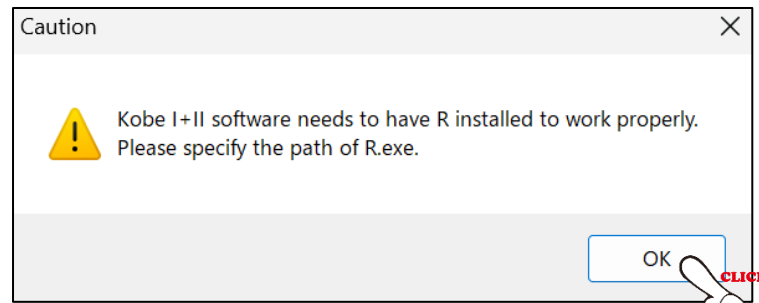 Caution
Kobe I+II software needs to have R installed to work properly.
Please specify the path of R.exe.
OK